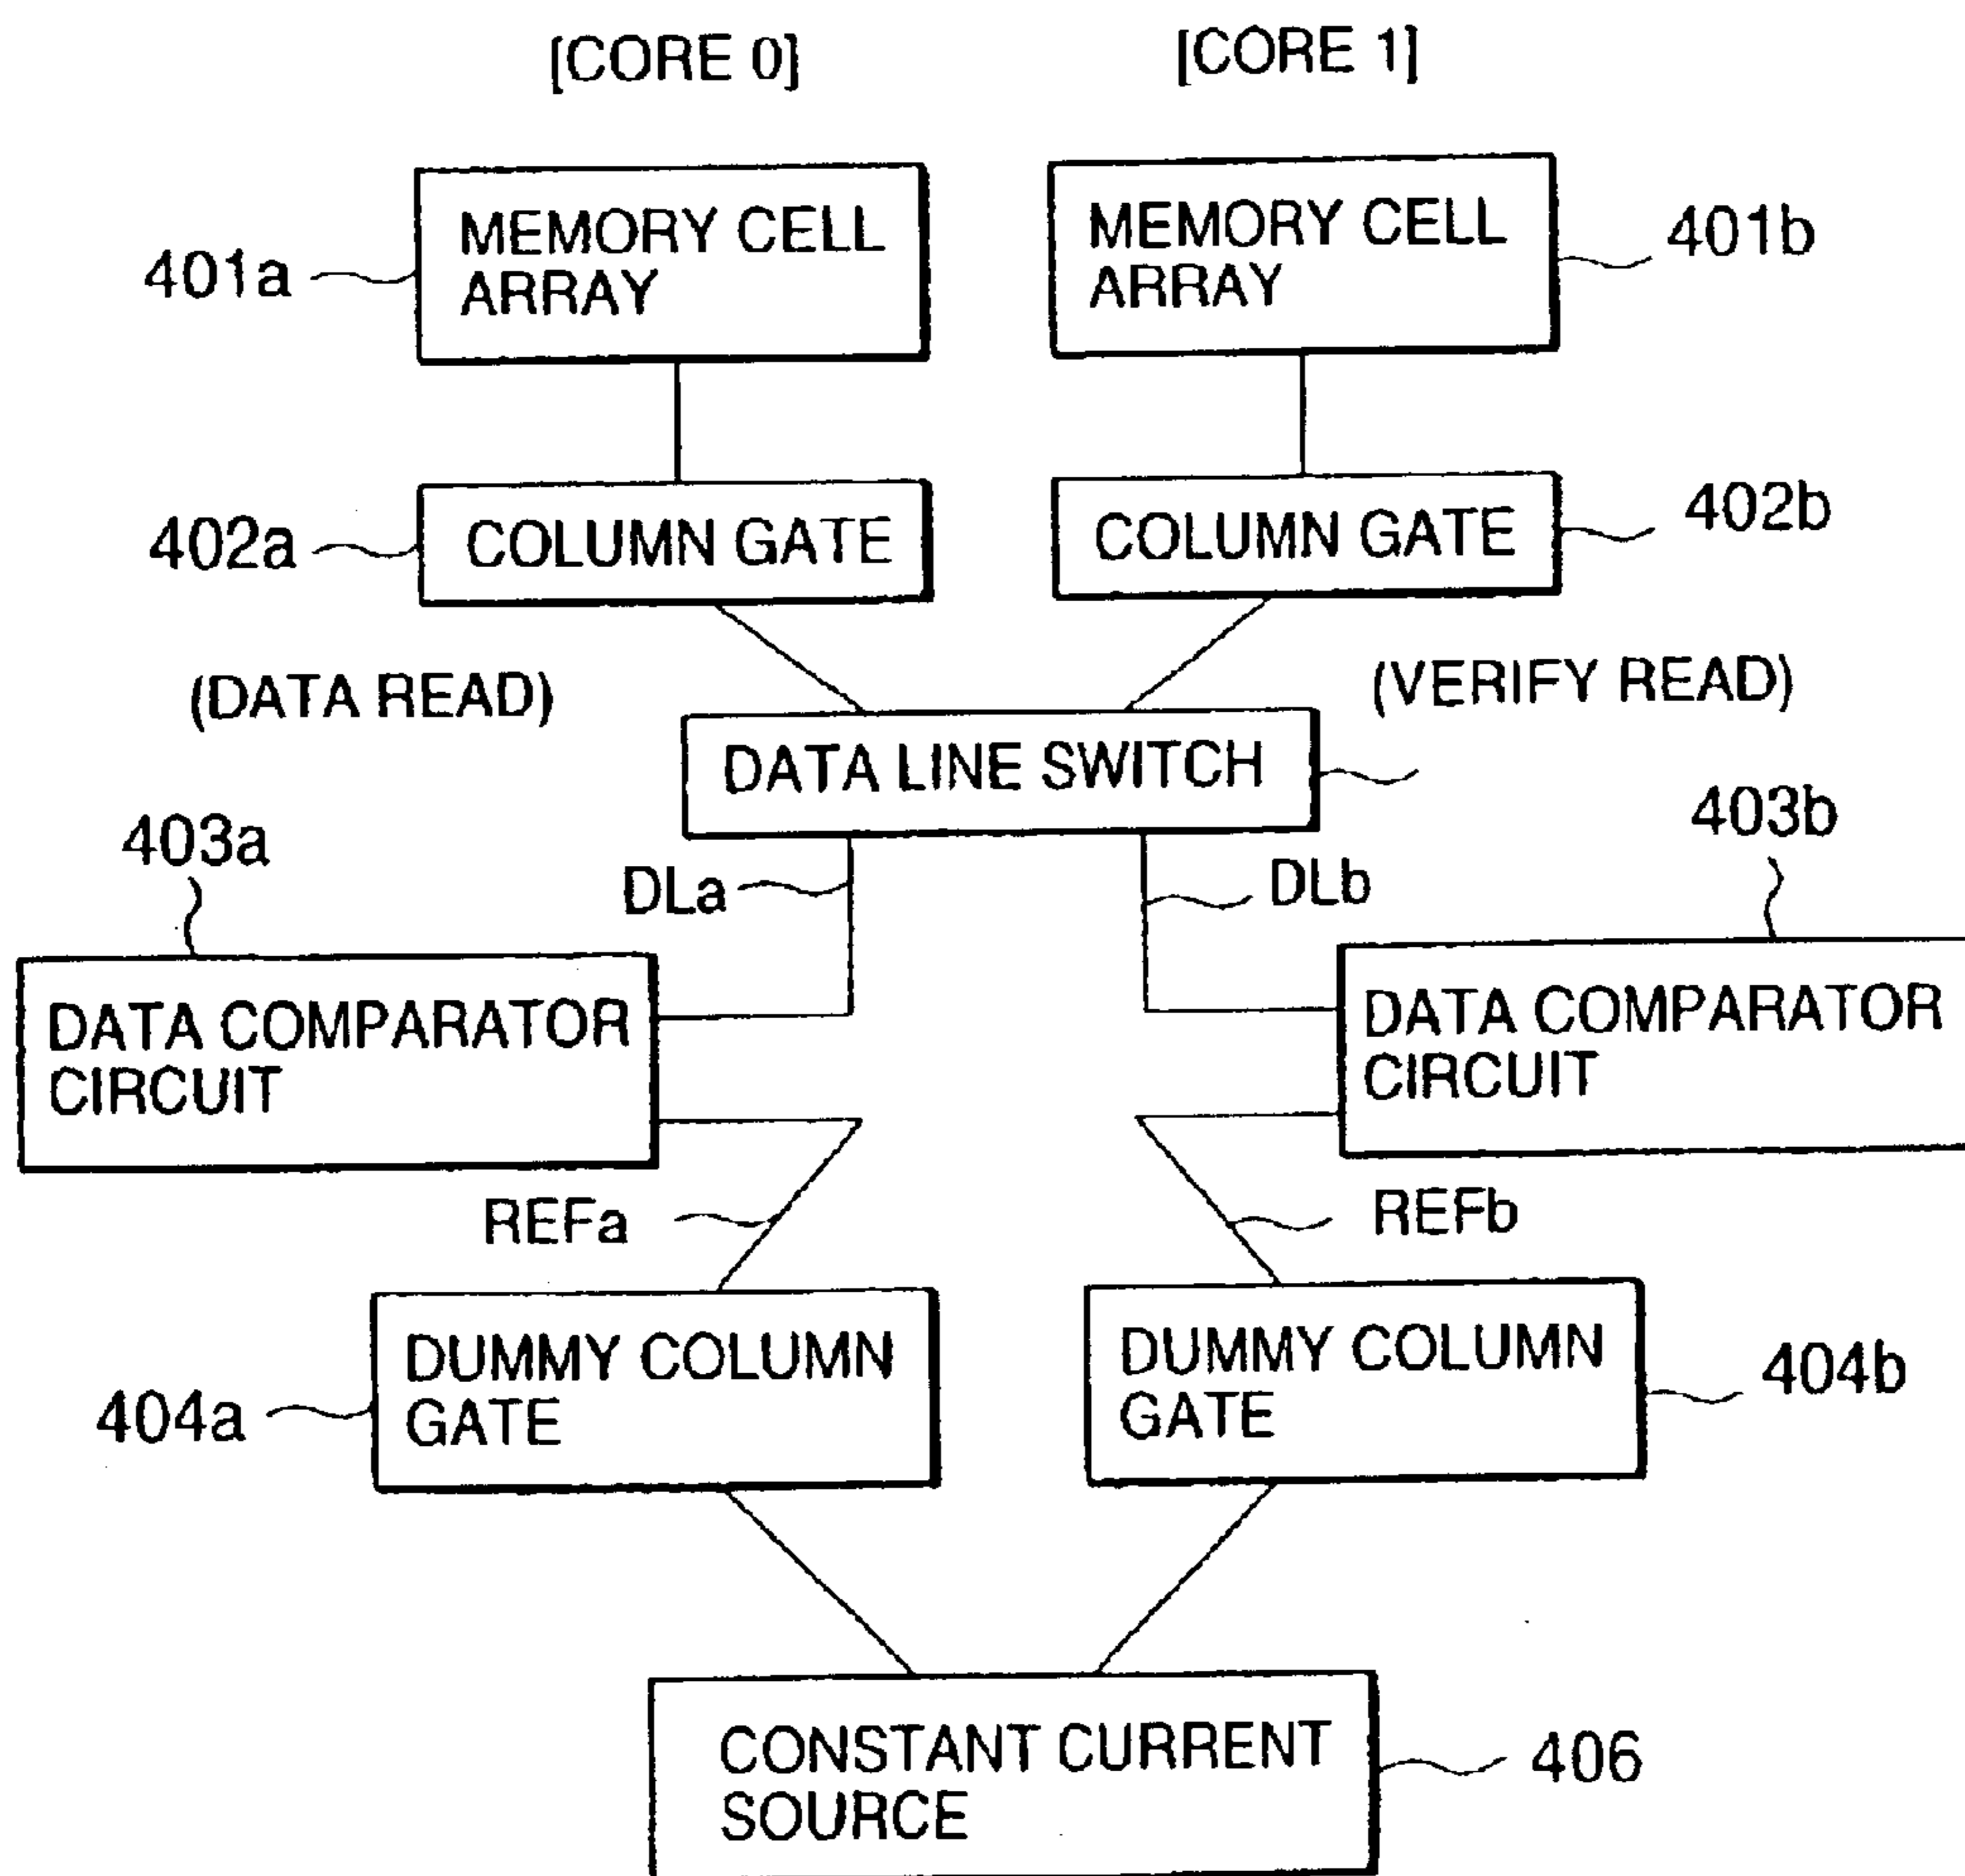 [CORE 0] [CORE 1]
MEMORY CELL
ARRAY
MEMORY CELL
ARRAY
401a
401b
COLUMN GATE
COLUMN GATE
402a
402b
(DATA READ)
(VERIFY READ)
DATA LINE SWITCH
403a
403b
DLa
DLb
DATA COMPARATOR
CIRCUIT
DATA COMPARATOR
CIRCUIT
REFa
REFb
DUMMY COLUMN
GATE
DUMMY COLUMN
GATE
404a
404b
CONSTANT CURRENT
SOURCE
406